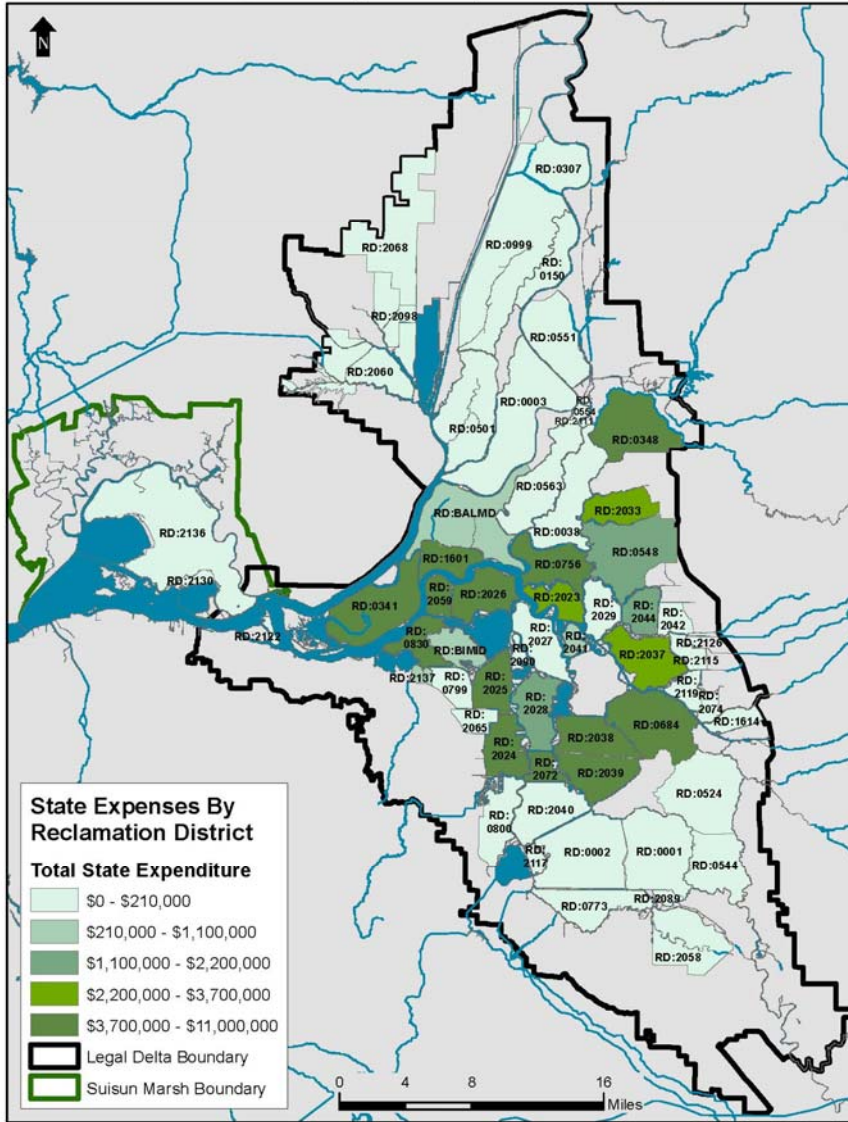 N
RD:0307
RD:2068
RD:0999
RD:
0150
RD:2098
RD:0551
RD:2060
RD:0003
RD:
0554
RD:2111
RD:0501
RD:0348
RD:0563
RD:2033
RD:BALMD
RD:0038
RD:2136
RD:0548
RD:1601
RD:0756
RD:2130
RD:
2059
RD:2026
RD:2023
RD:
2029
RD:
2044
RD:
2042
RD:0341
RD:2122
RD:
0830
RD:BIMID
RD:
2027
RD:
2041
RD:2126
RD:2037
RD:2115
RD:
2090
RD:2137
RD:
0799
RD:
2025
RD:
2119
RD:
2074
RD:
2028
RD:
2065
RD:0684
RD:1614
RD:
2024
RD:2038
RD:
2072
RD:2039
RD:0524
RD:
0800
RD:2040
RD:
2117
RD:0002
RD:0001
RD:0544
RD:0773
RD:2089
RD:2058
State Expenses By
Reclamation District
Total State Expenditure
$0 - $210,000
$210,000 - $1,100,000
$1,100,000 - $2,200,000
$2,200,000 - $3,700,000
$3,700,000 - $11,000,000
Legal Delta Boundary
Suisun Marsh Boundary
0 4 8 16
Miles